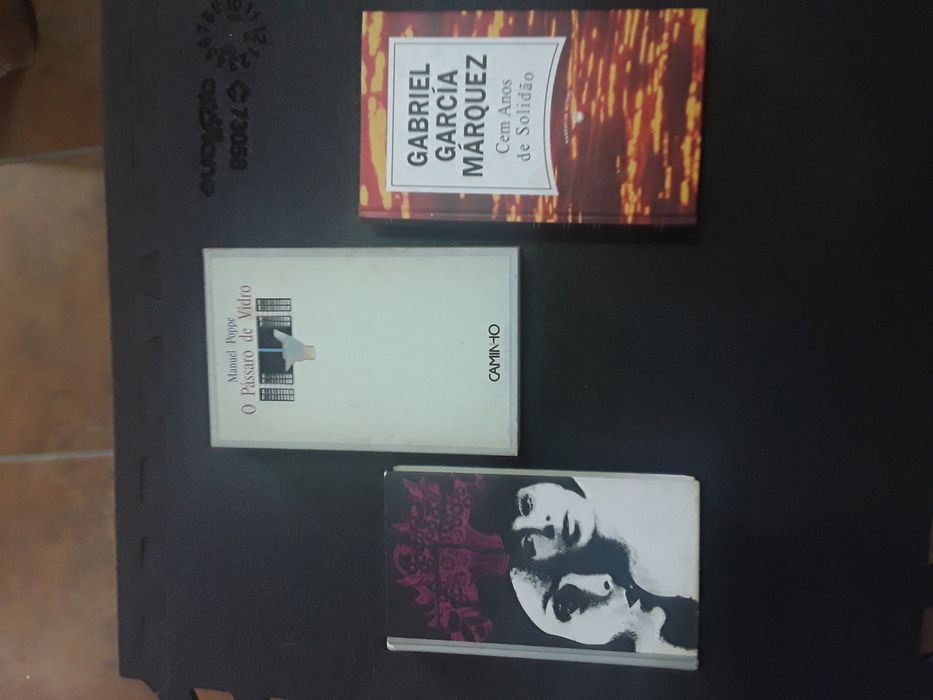 GABRIEL
GARCÍA
MÁRQUEZ
Cem Anos
de Solidão
Manuel Poppe
O Pássaro de Vidro
CAMINHO